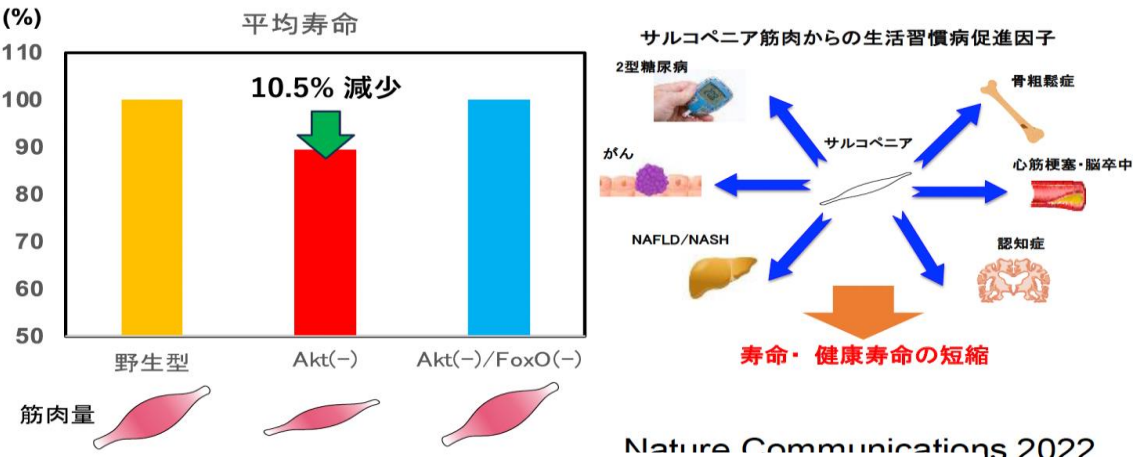 (%)
平均寿命
110
100
90
80
70
60
50
10.5% 減少
野生型
Akt(−)
Akt(−)/FoxO(−)
筋肉量
サルコペニア筋肉からの生活習慣病促進因子
2型糖尿病
骨粗鬆症
サルコペニア
がん
心筋梗塞・脳卒中
NAFLD/NASH
認知症
寿命・健康寿命の短縮
Nature Communications 2022